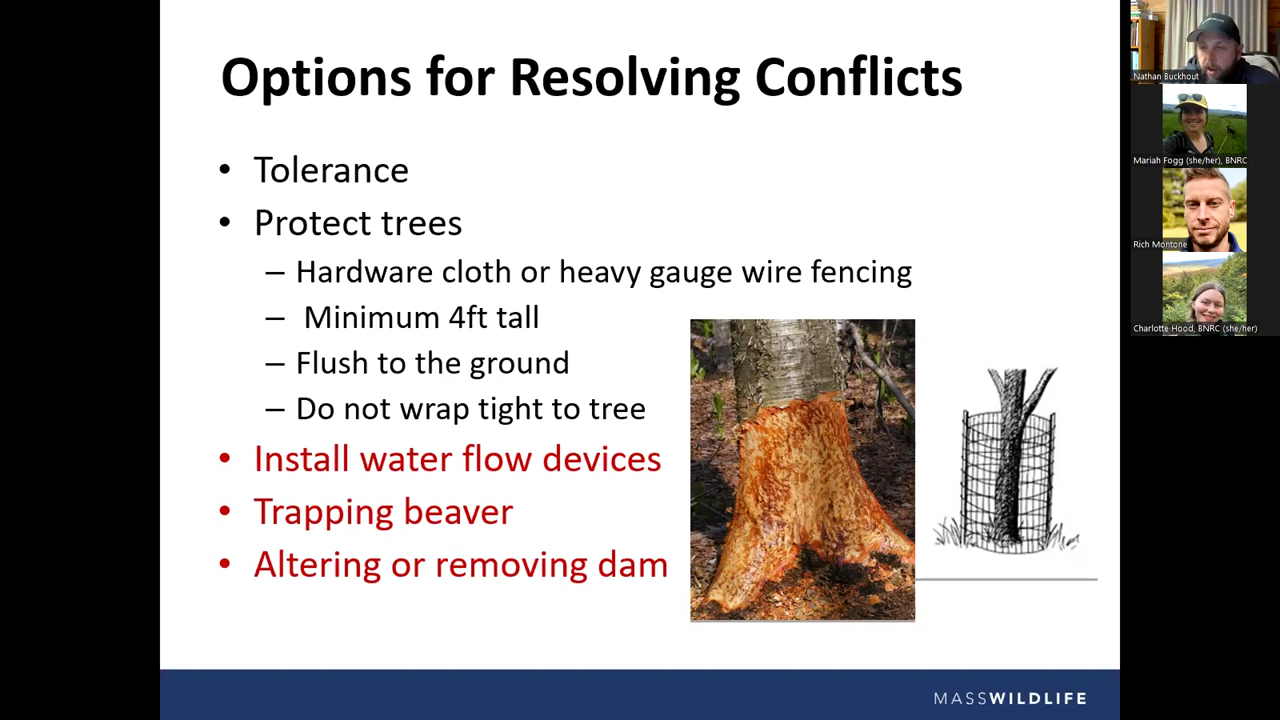 Options for Resolving Conflicts
• Tolerance
• Protect trees
– Hardware cloth or heavy gauge wire fencing
– Minimum 4ft tall
– Flush to the ground
– Do not wrap tight to tree
• Install water flow devices
• Trapping beaver
• Altering or removing dam
MASSWILDLIFE
Nathan Buckhout
Mariah Fogg (she/her), BNRC
Rich Montone
Charlotte Hood, BNRC (she/her)